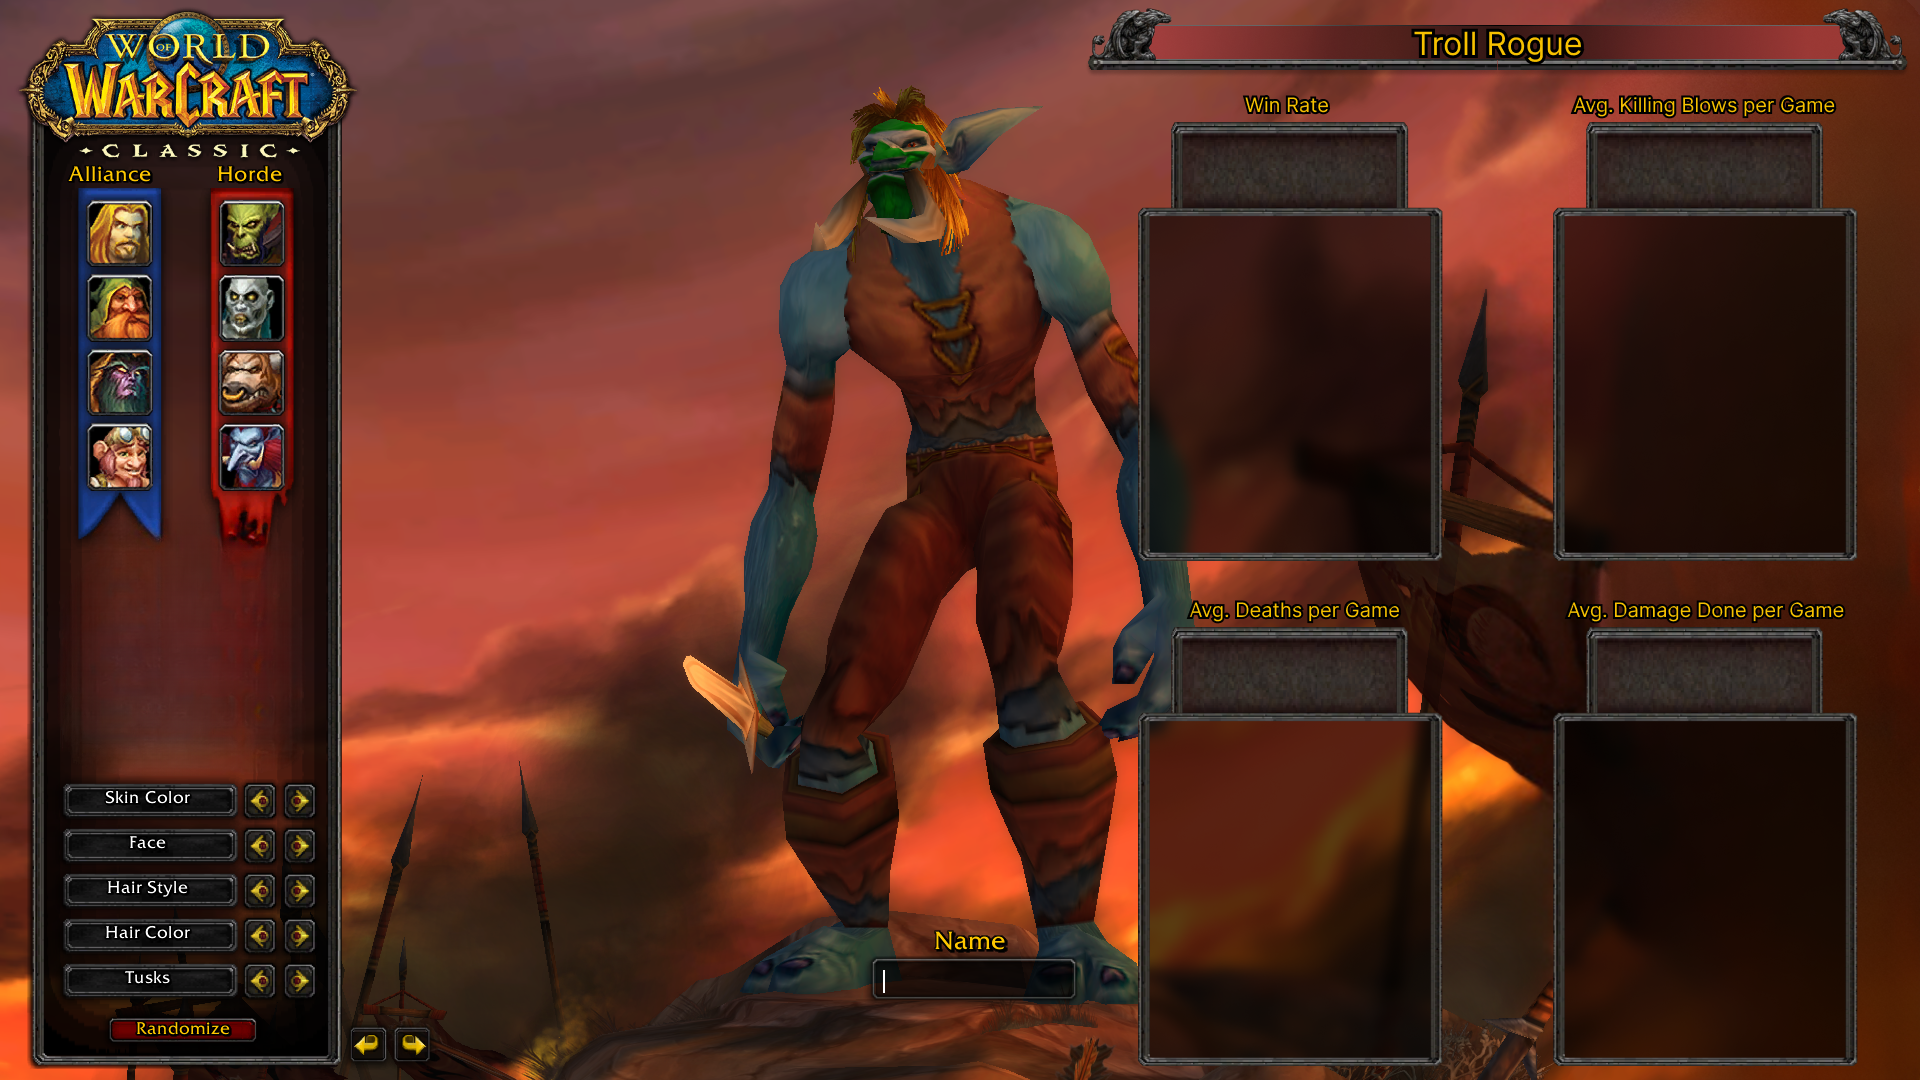 WORLD OF WARCRAFT
CLASSIC
Alliance
Horde
Skin Color
Face
Hair Style
Hair Color
Tusks
Randomize
Name
Troll Rogue
Win Rate
Avg. Killing Blows per Game
Avg. Deaths per Game
Avg. Damage Done per Game